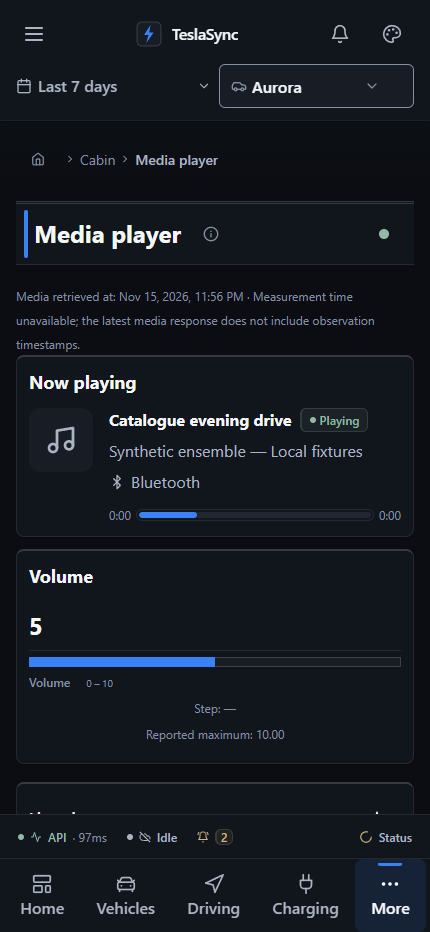 TeslaSync
Last 7 days
Aurora
Cabin
Media player
Media player
Media retrieved at: Nov 15, 2026, 11:56 PM · Measurement time
unavailable; the latest media response does not include observation
timestamps.
Now playing
Catalogue evening drive
Playing
Synthetic ensemble — Local fixtures
Bluetooth
0:00
0:00
Volume
5
Volume 0 – 10
Step: —
Reported maximum: 10.00
API · 97ms
Idle
2
Status
Home
Vehicles
Driving
Charging
More